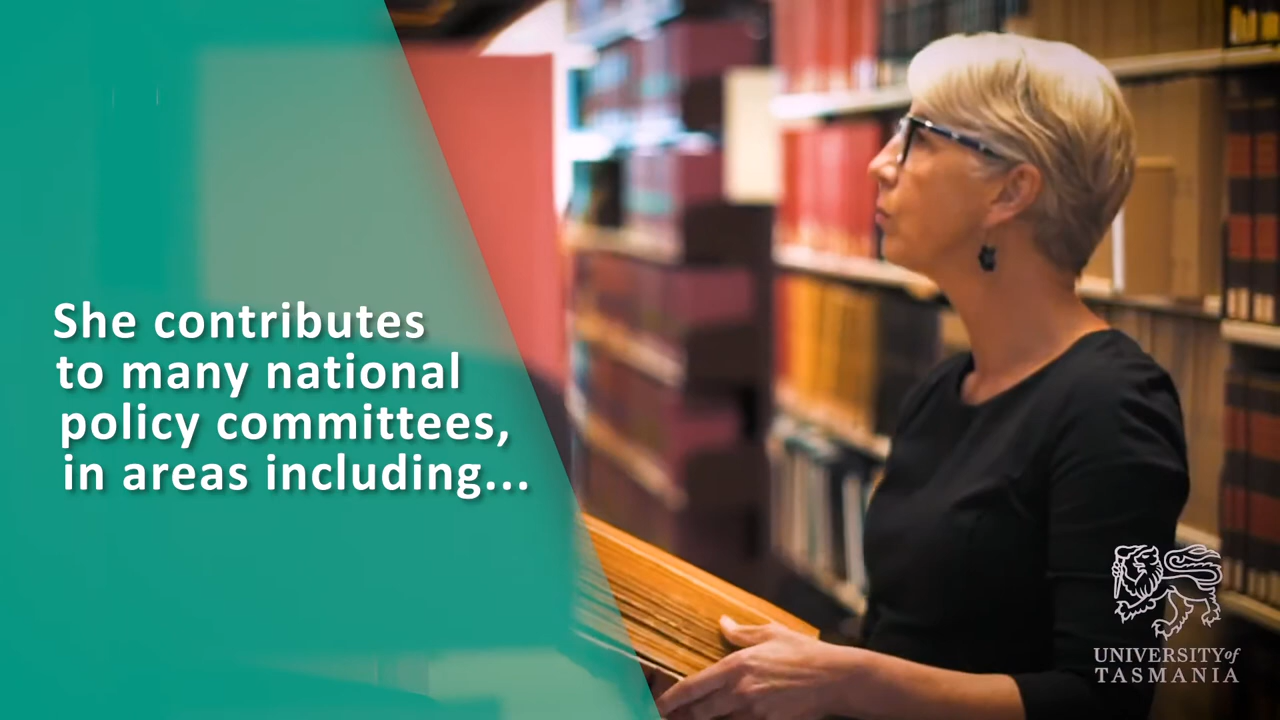 She contributes
to many national
policy committees,
in areas including...
UNIVERSITY of
TASMANIA